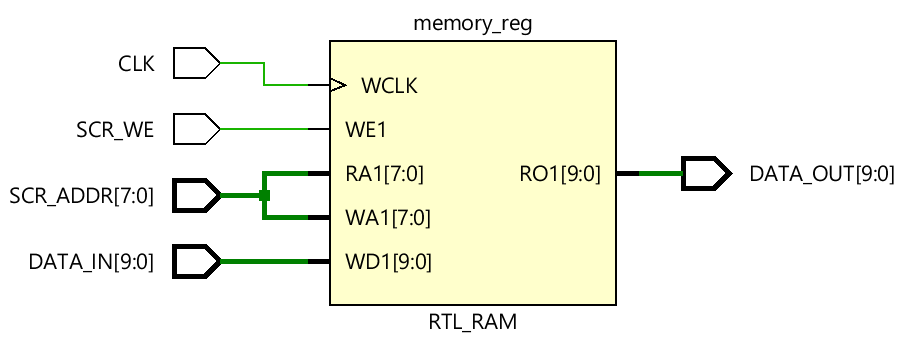 memory_reg
CLK
WCLK
SCR_WE
WE1
SCR_ADDR[7:0]
RA1[7:0]
WA1[7:0]
RO1[9:0]
DATA_OUT[9:0]
DATA_IN[9:0]
WD1[9:0]
RTL_RAM